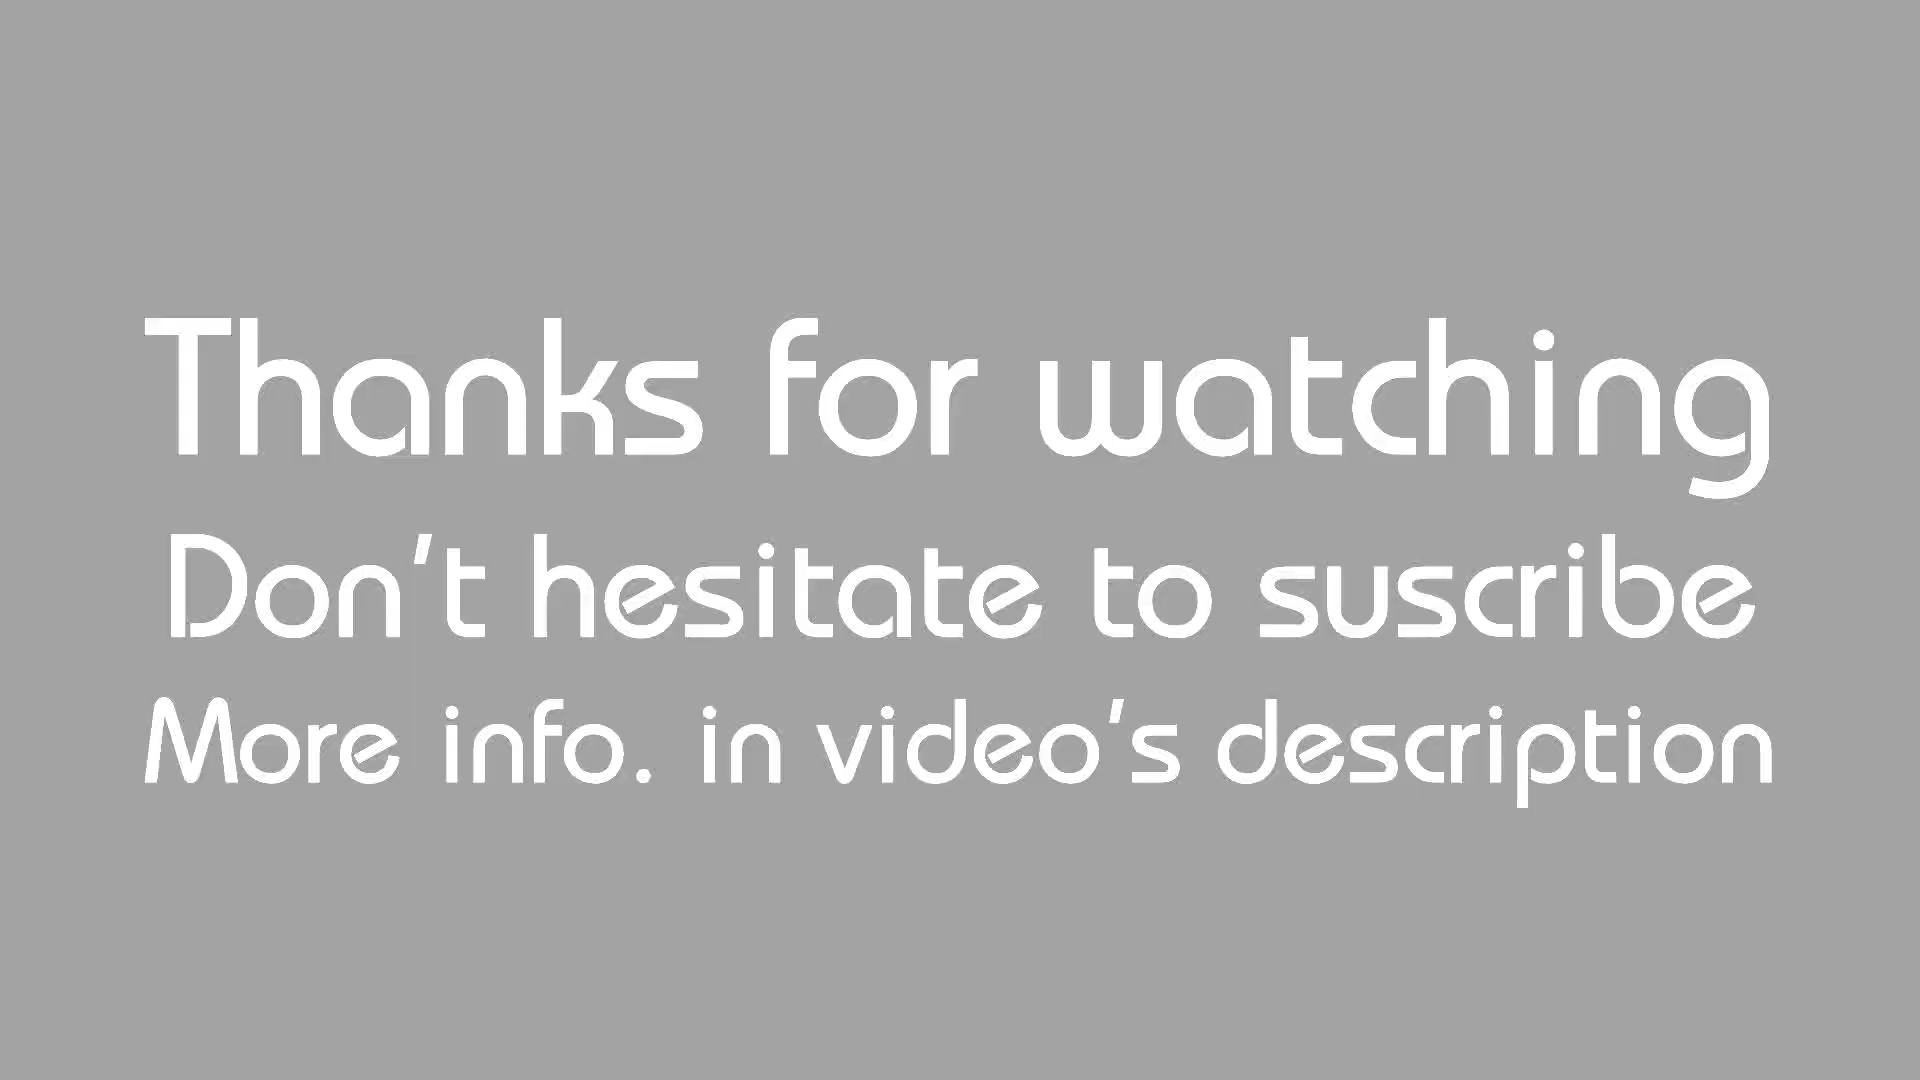 Thanks for watching
Don't hesitate to suscribe
More info. in video's description